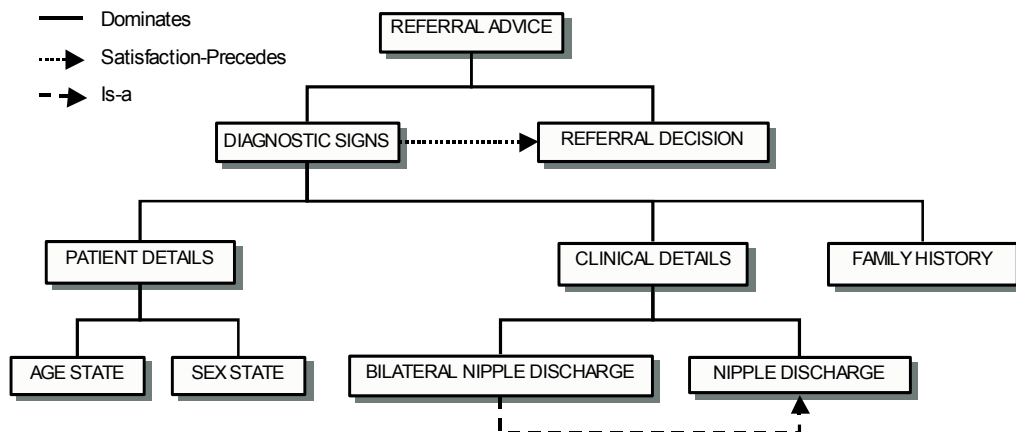 Dominates
Satisfaction-Precedes
Is-a
REFERRAL ADVICE
DIAGNOSTIC SIGNS
REFERRAL DECISION
PATIENT DETAILS
CLINICAL DETAILS
FAMILY HISTORY
AGE STATE
SEX STATE
BILATERAL NIPPLE DISCHARGE
NIPPLE DISCHARGE